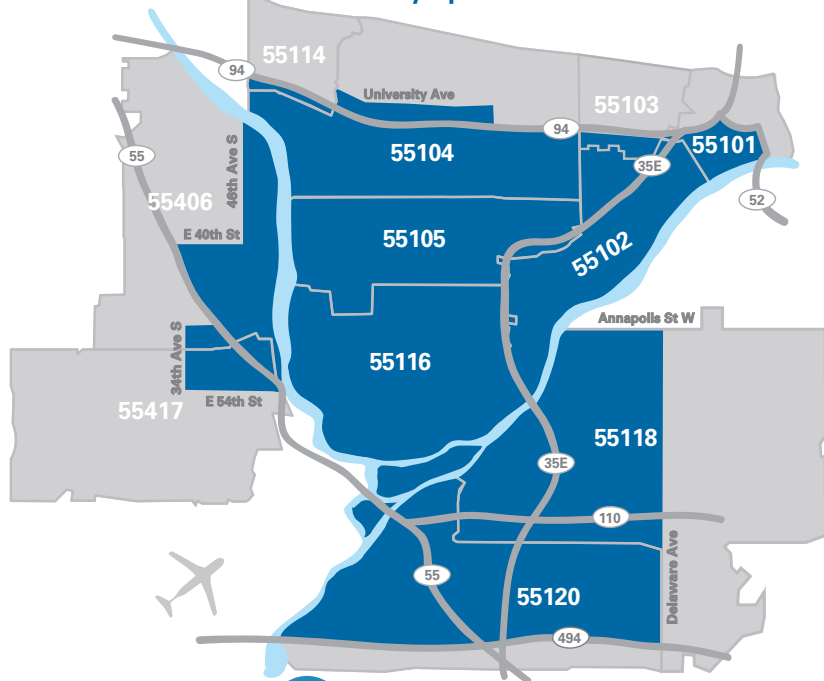 55114
94
University Ave
55103
94
55104
55101
55
46th Ave S
35E
55406
52
E 40th St
55105
55102
Annapolis St W
34th Ave S
55116
E 54th St
55417
55118
35E
110
Delaware Ave
55
55120
494